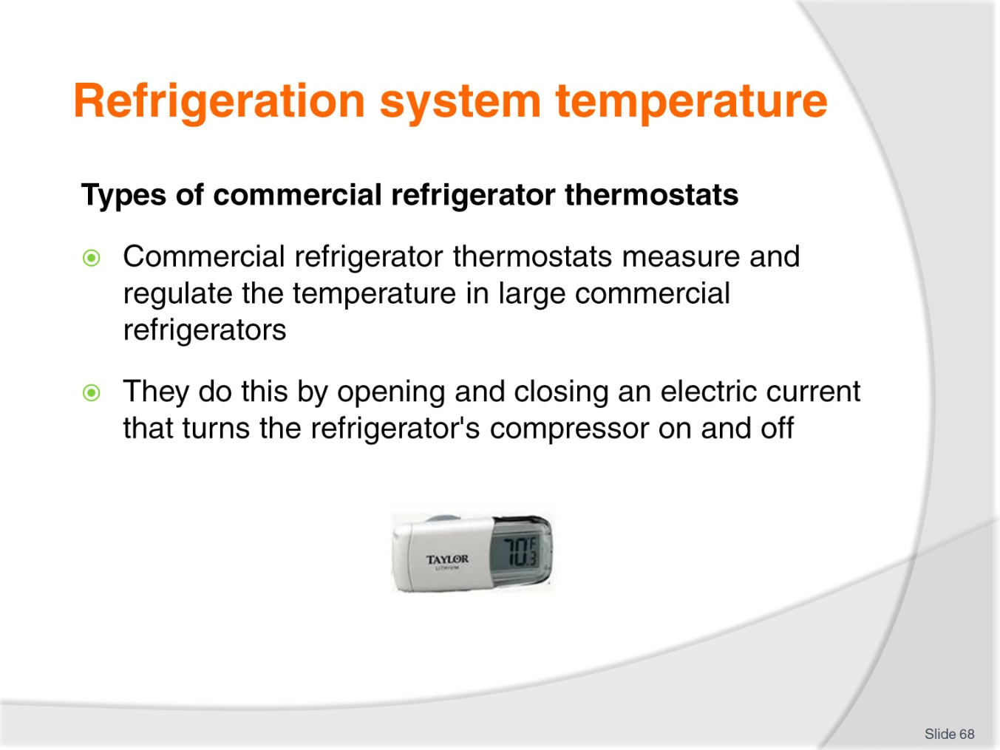 Refrigeration system temperature
Types of commercial refrigerator thermostats
Commercial refrigerator thermostats measure and
regulate the temperature in large commercial
refrigerators
They do this by opening and closing an electric current
that turns the refrigerator's compressor on and off
TAYLOR
LITHIUM
70.3 F
Slide 68